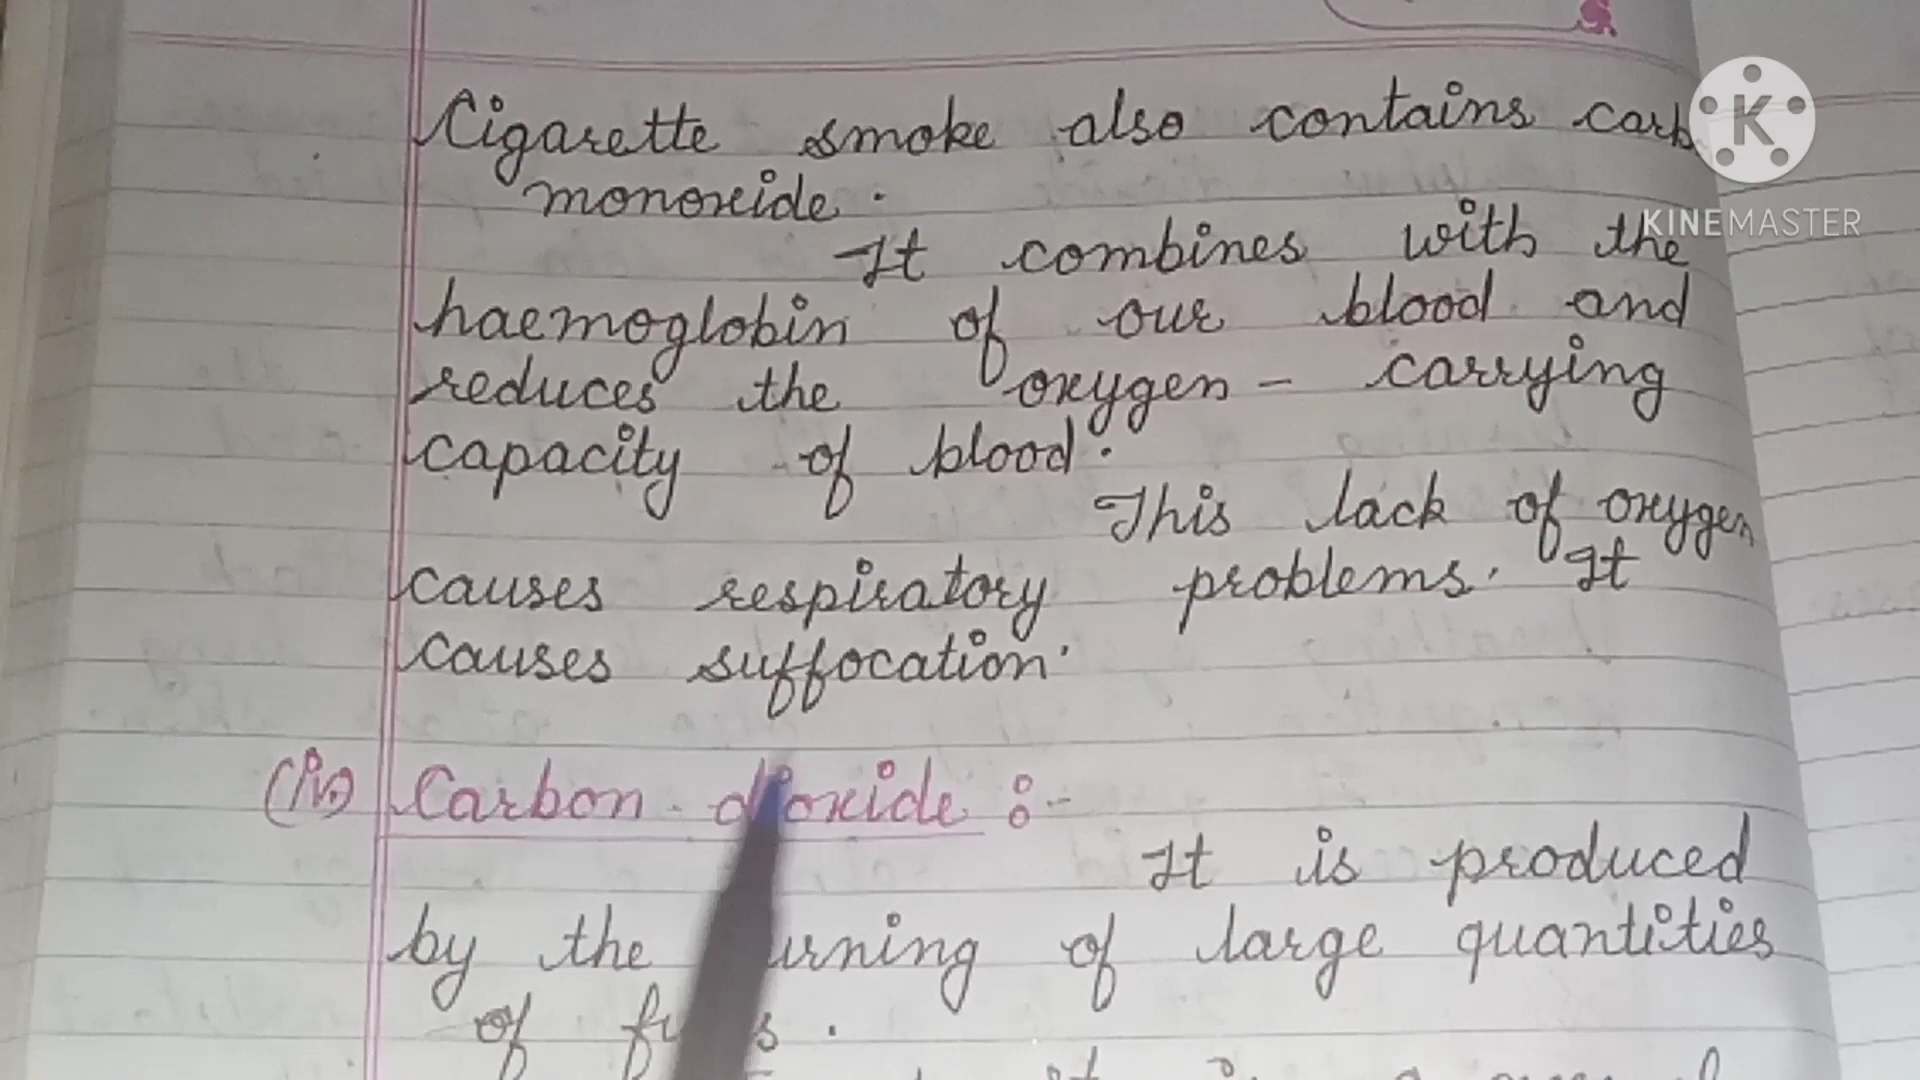 Cigarette smoke also contains carb
monoxide.
It combines with the
haemoglobin of our blood and
reduces the oxygen - carrying
capacity of blood.
This lack of oxygen
causes respiratory problems. It
causes suffocation.
(iv) Carbon dioxide :-
It is produced
by the urning of large quantities
of
K
KINEMASTER